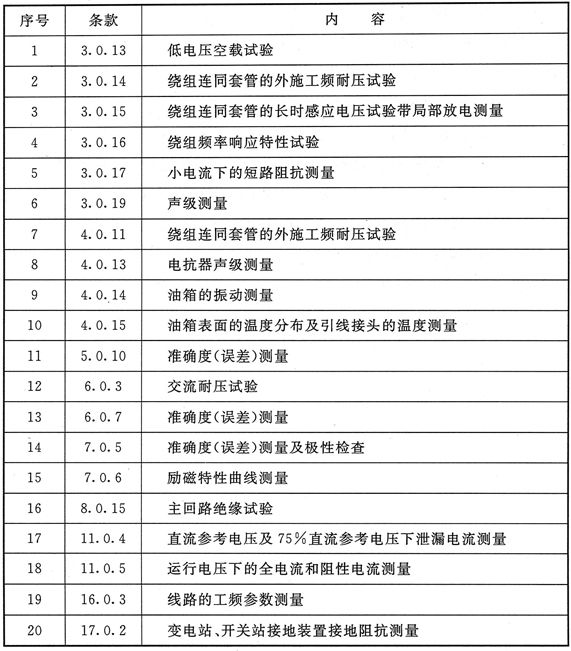 序号 条款 内容
1 3.0.13 低电压空载试验
2 3.0.14 绕组连同套管的外施工频耐压试验
3 3.0.15 绕组连同套管的长时感应电压试验带局部放电测量
4 3.0.16 绕组频率响应特性试验
5 3.0.17 小电流下的短路阻抗测量
6 3.0.19 声级测量
7 4.0.11 绕组连同套管的外施工频耐压试验
8 4.0.13 电抗器声级测量
9 4.0.14 油箱的振动测量
10 4.0.15 油箱表面的温度分布及引线接头的温度测量
11 5.0.10 准确度(误差)测量
12 6.0.3 交流耐压试验
13 6.0.7 准确度(误差)测量
14 7.0.5 准确度(误差)测量及极性检查
15 7.0.6 励磁特性曲线测量
16 8.0.15 主回路绝缘试验
17 11.0.4 直流参考电压及75%直流参考电压下泄漏电流测量
18 11.0.5 运行电压下的全电流和阻性电流测量
19 16.0.3 线路的工频参数测量
20 17.0.2 变电站、开关站接地装置接地阻抗测量